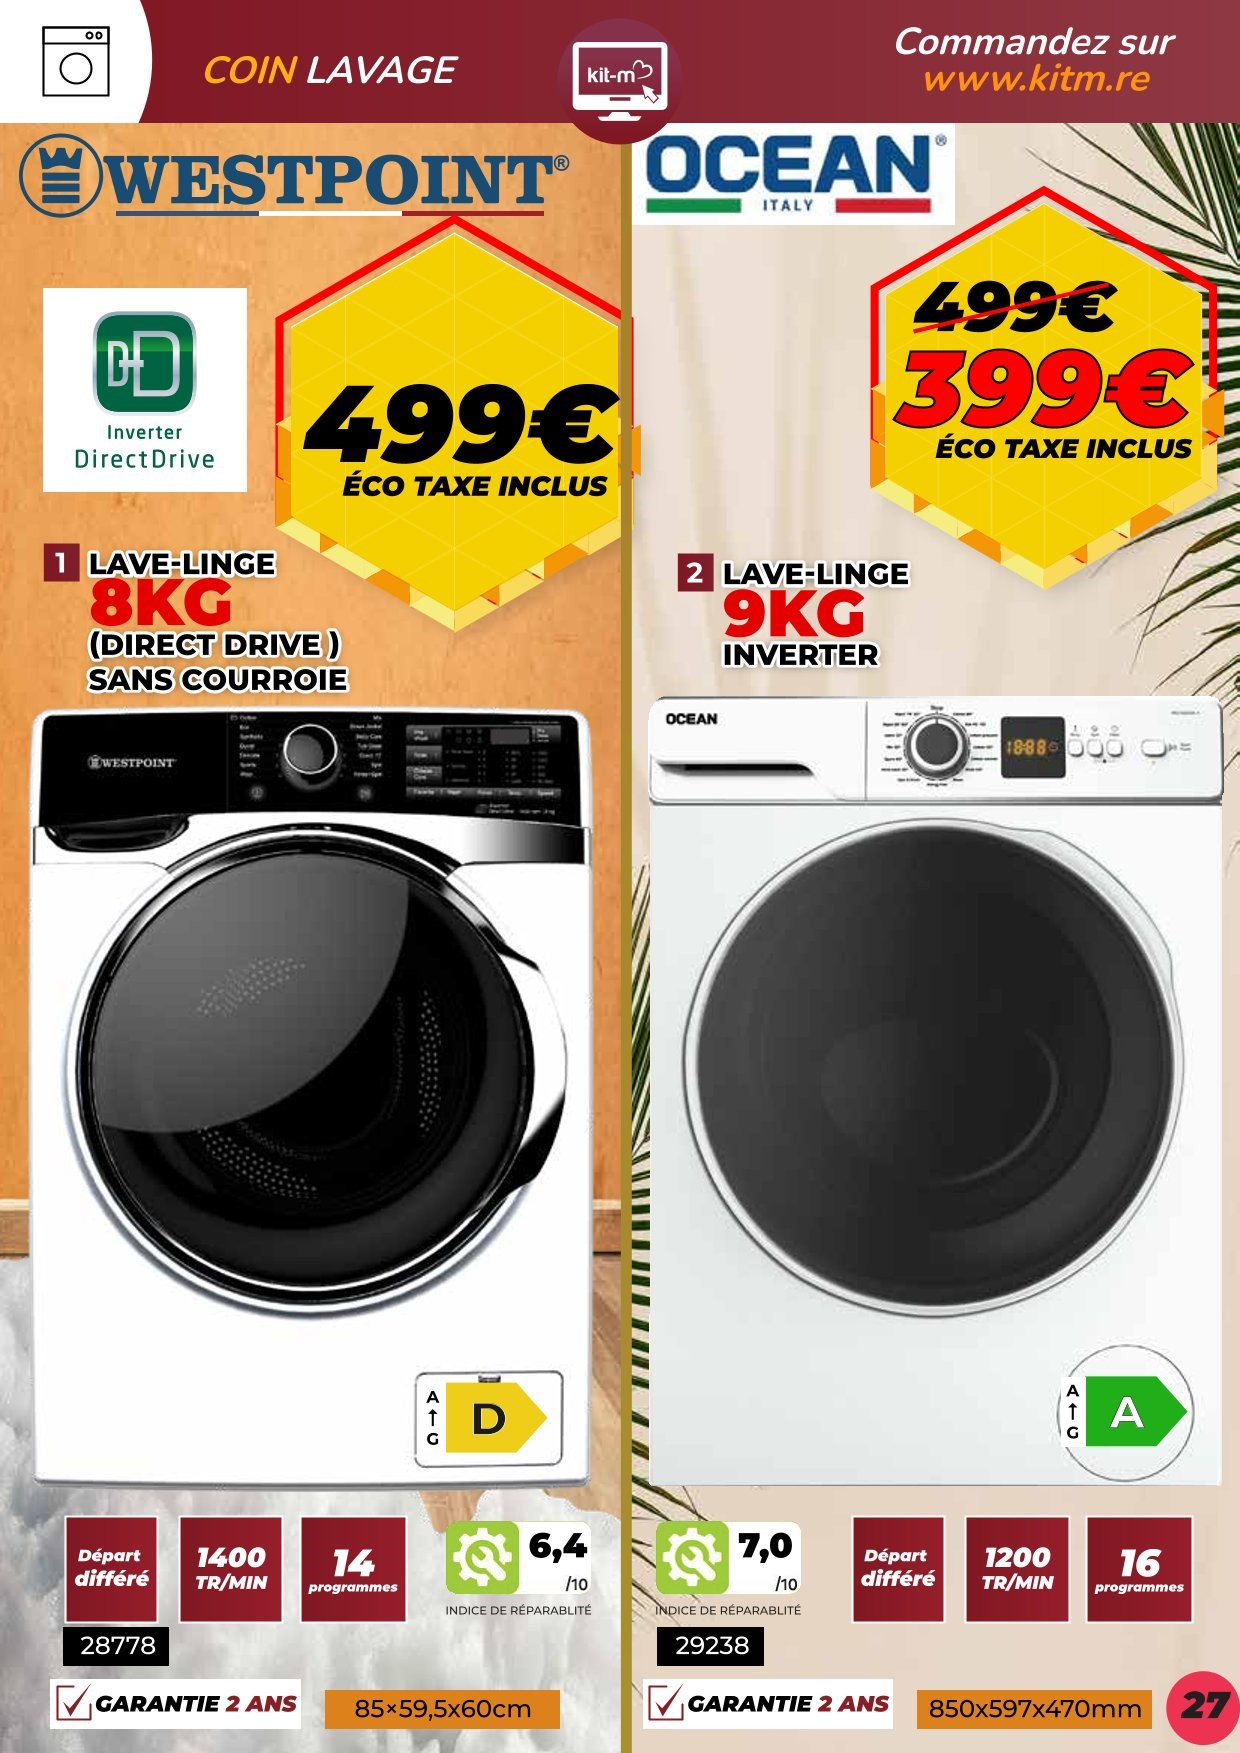 COIN LAVAGE
kit-m
Commandez sur
www.kitm.re
WESTPOINT®
OCEAN®
ITALY
D+D
Inverter
DirectDrive
499€
ÉCO TAXE INCLUS
499€
399€
ÉCO TAXE INCLUS
1 LAVE-LINGE
8KG
(DIRECT DRIVE )
SANS COURROIE
2 LAVE-LINGE
9KG
INVERTER
WESTPOINT
OCEAN
A
G
D
A
G
A
Départ
différé
1400
TR/MIN
14
programmes
6,4
/10
INDICE DE RÉPARABLITÉ
28778
GARANTIE 2 ANS
85×59,5x60cm
7,0
/10
INDICE DE RÉPARABLITÉ
Départ
différé
1200
TR/MIN
16
programmes
29238
GARANTIE 2 ANS
850x597x470mm
27